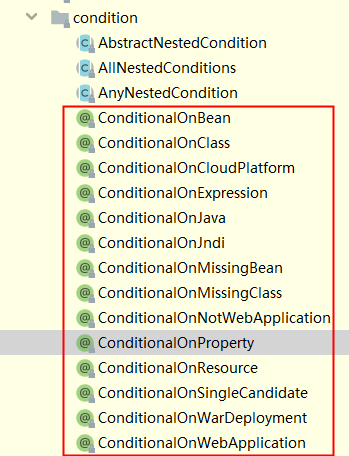 condition
AbstractNestedCondition
AllNestedConditions
AnyNestedCondition
ConditionalOnBean
ConditionalOnClass
ConditionalOnCloudPlatform
ConditionalOnExpression
ConditionalOnJava
ConditionalOnJndi
ConditionalOnMissingBean
ConditionalOnMissingClass
ConditionalOnNotWebApplication
ConditionalOnProperty
ConditionalOnResource
ConditionalOnSingleCandidate
ConditionalOnWarDeployment
ConditionalOnWebApplication